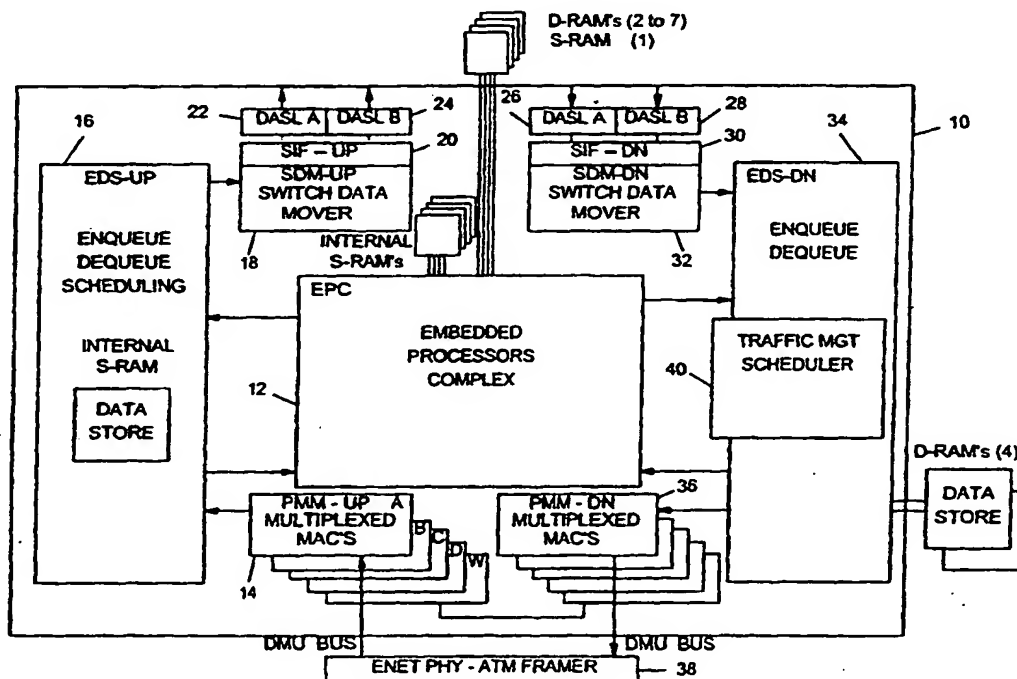 D-RAM's (2 to 7)
S-RAM (1)
16
22
DASL A
DASL B
24
26
DASL A
DASL B
28
34
10
SIF - UP
20
SIF - DN
30
EDS-UP
SDM-UP
SWITCH DATA
MOVER
SDM-DN
SWITCH DATA
MOVER
EDS-DN
ENQUEUE
DEQUEUE
SCHEDULING
18
INTERNAL
S-RAM's
32
ENQUEUE
DEQUEUE
EPC
EMBEDDED
PROCESSORS
COMPLEX
12
TRAFFIC MGT
SCHEDULER
40
INTERNAL
S-RAM
DATA
STORE
D-RAM's (4)
DATA
STORE
PMM - UP A
MULTIPLEXED
MAC'S
B
C
D
W
14
PMM - DN
MULTIPLEXED
MAC'S
36
DMU BUS
DMU BUS
ENET PHY - ATM FRAMER
38